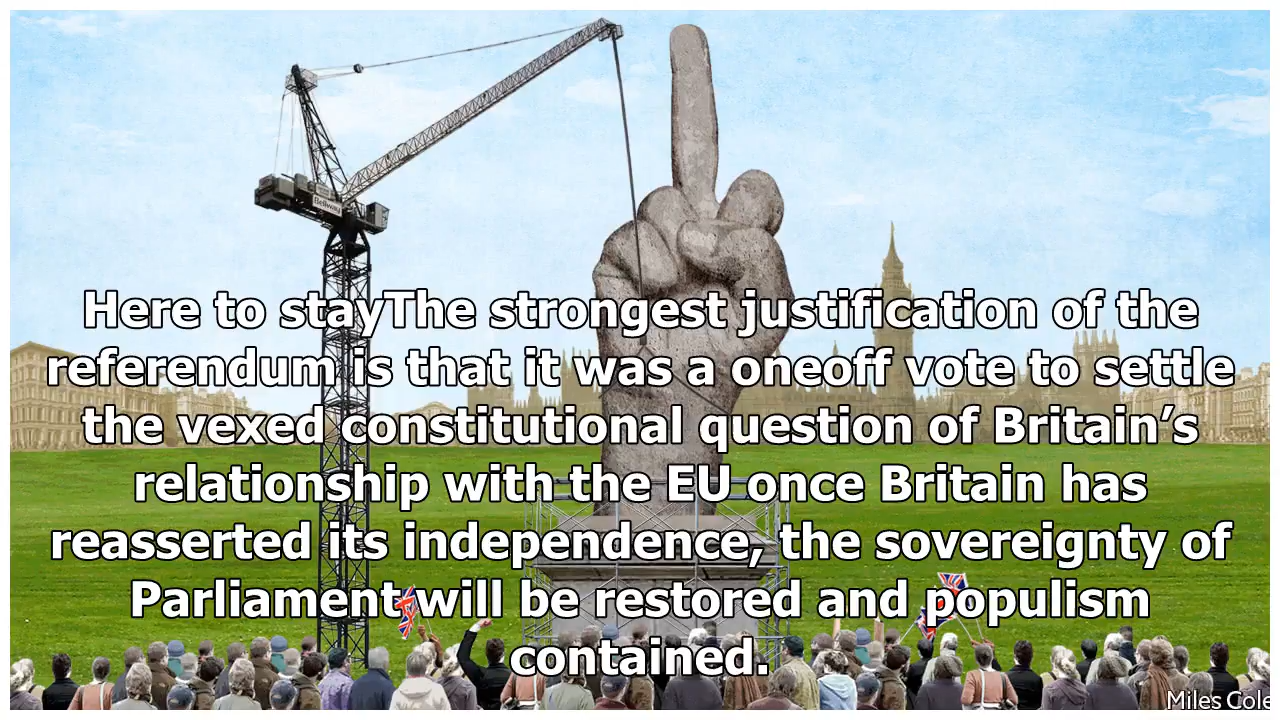 Bellway
Here to stayThe strongest justification of the
referendum is that it was a oneoff vote to settle
the vexed constitutional question of Britain’s
relationship with the EU once Britain has
reasserted its independence, the sovereignty of
Parliament will be restored and populism
contained.
Miles Cole